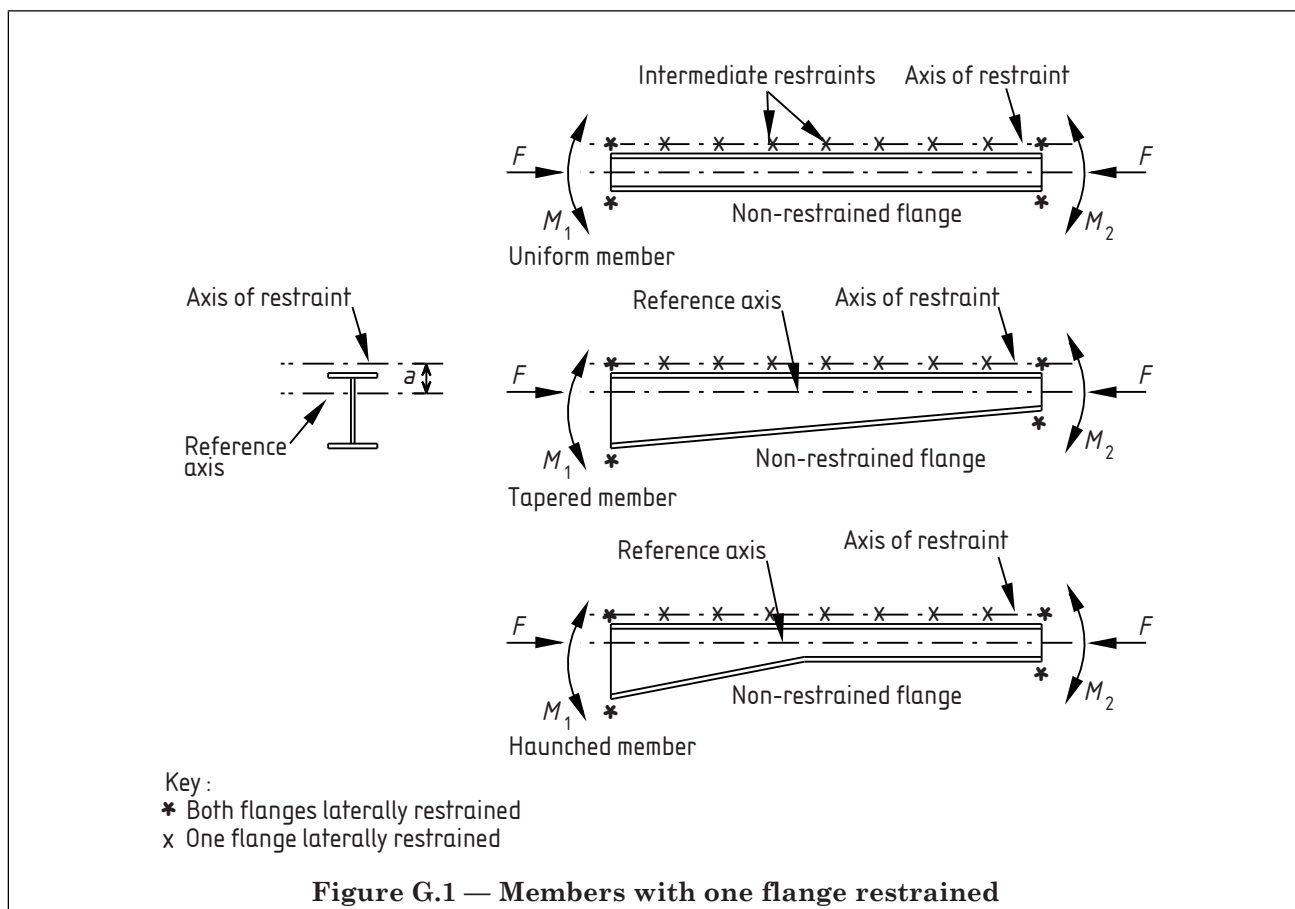 Intermediate restraints
Axis of restraint
F
F
M1
Non-restrained flange
M2
Uniform member
Axis of restraint
Reference axis
Axis of restraint
a
F
F
Reference
axis
M1
Non-restrained flange
M2
Tapered member
Reference axis
Axis of restraint
F
F
M1
Non-restrained flange
M2
Haunched member
Key :
* Both flanges laterally restrained
x One flange laterally restrained
Figure G.1 — Members with one flange restrained